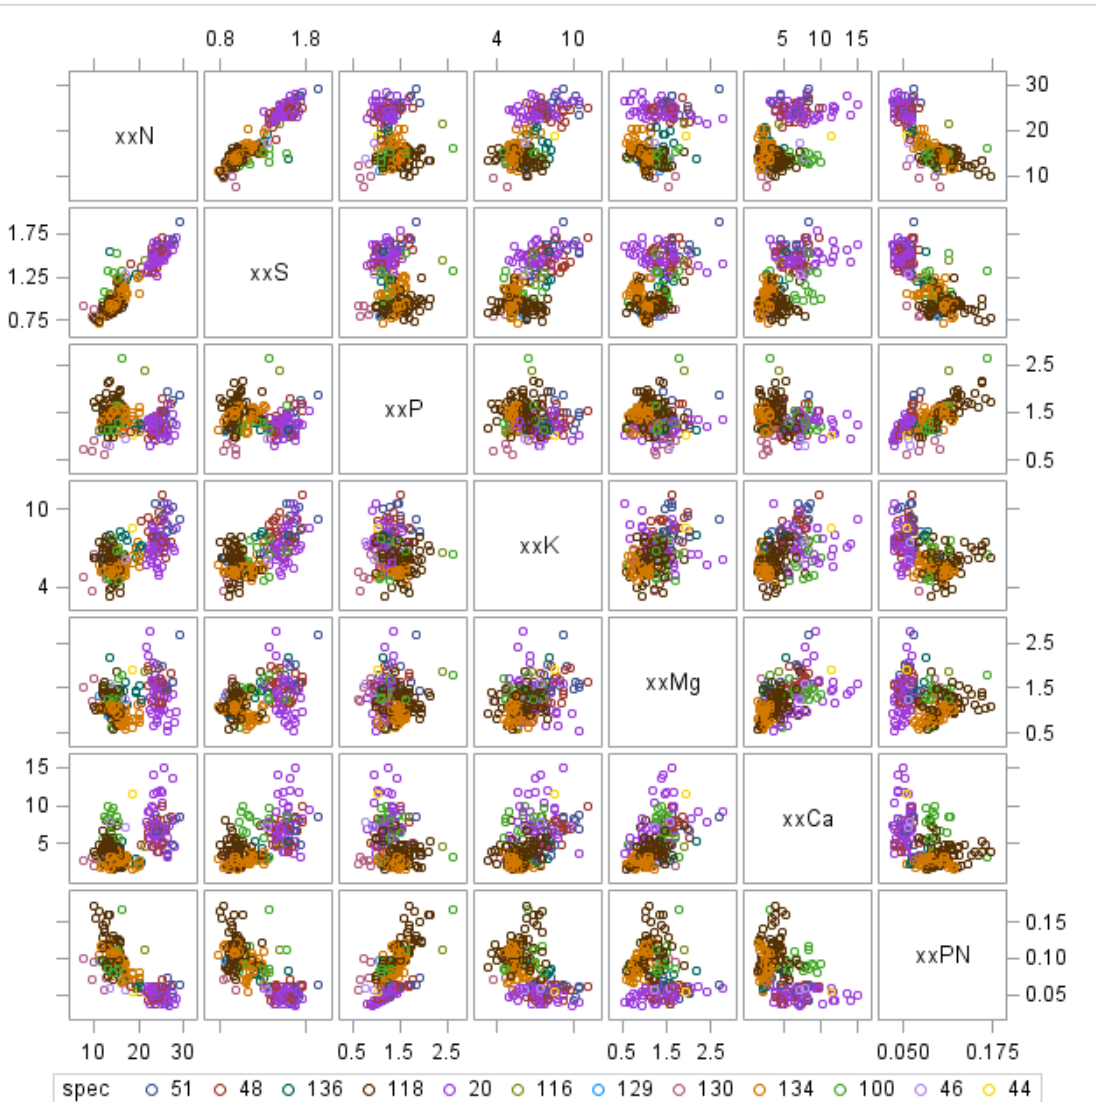 0.8 1.8 4 10 5 10 15
xxN 30
20
10
1.75 xxS
1.25
0.75
xxP 2.5
1.5
0.5
10 xxK
4
xxMg 2.5
1.5
0.5
15 xxCa
10
5
xxPN 0.15
0.10
0.05
10 20 30 0.5 1.5 2.5 0.5 1.5 2.5 0.050 0.175
spec 51 48 136 118 20 116 129 130 134 100 46 44